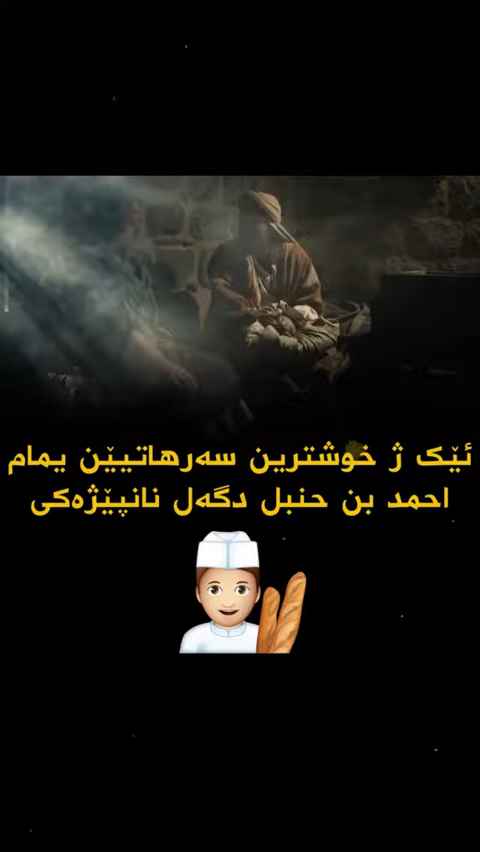 ئێک ژ خوشترین سەرهاتیێن یمام
احمد بن حنبل دگەل نانپێژەکی